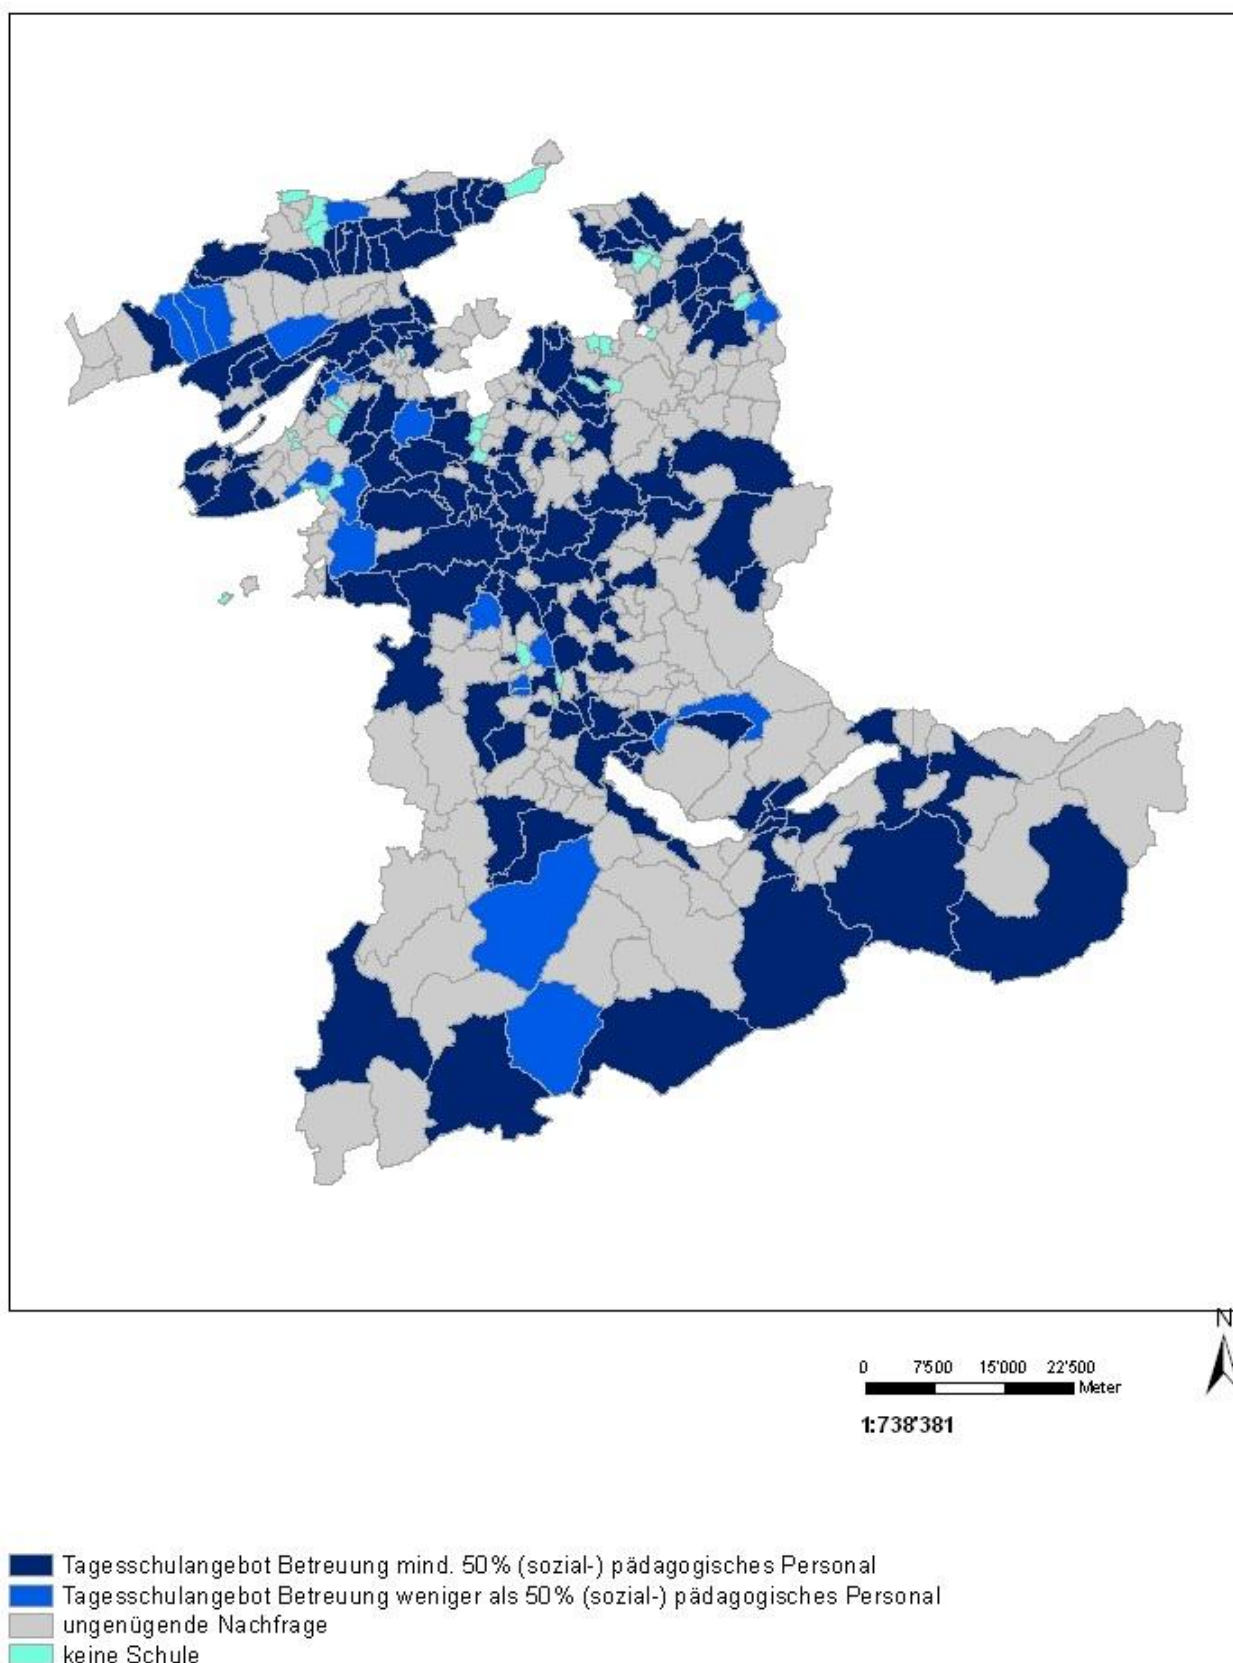 N
0 7'500 15'000 22'500
Meter
1:738'381
Tagesschulangebot Betreuung mind. 50% (sozial-) pädagogisches Personal
Tagesschulangebot Betreuung weniger als 50% (sozial-) pädagogisches Personal
ungenügende Nachfrage
keine Schule